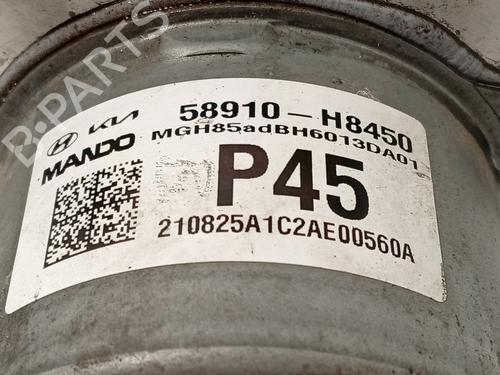 58910-H8450
KIA
MGH85adBH6013DA01
MANDO
P45
210825A1C2AE00560A
B-PARTS